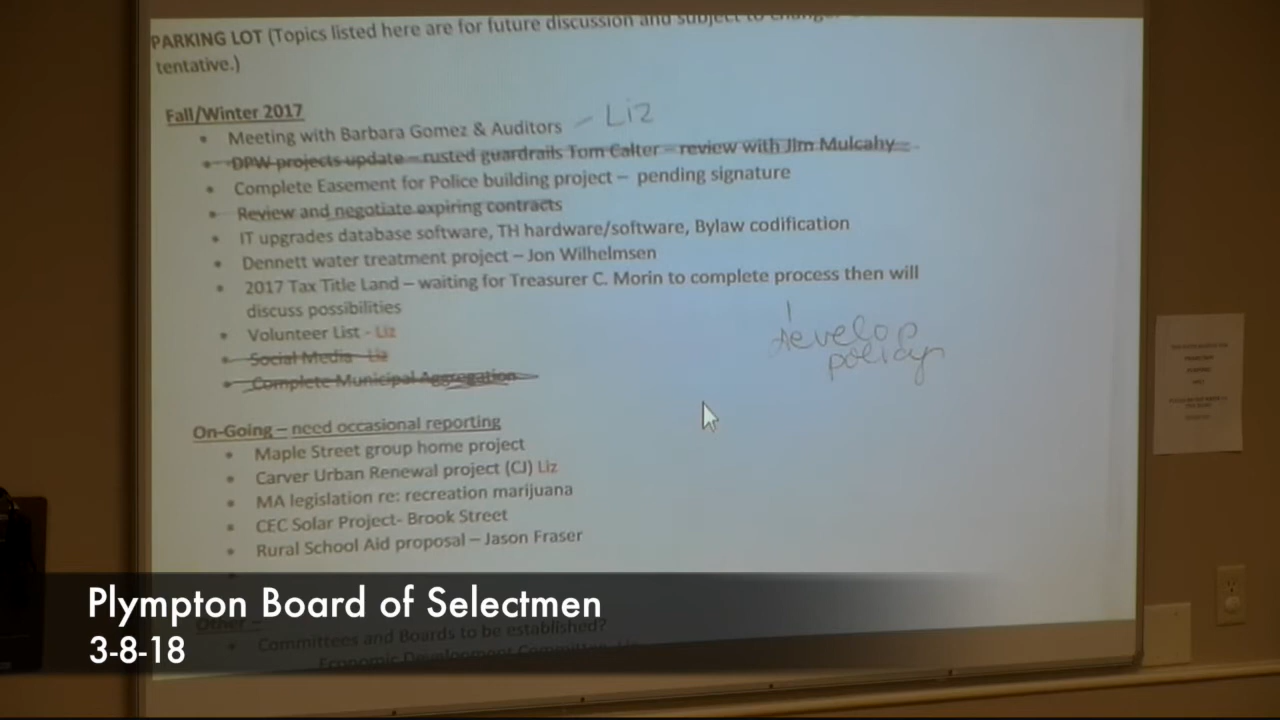 PARKING LOT (Topics listed here are for future discussion and subject to change.
tentative.)
Fall/Winter 2017
• Meeting with Barbara Gomez & Auditors – Liz
• DPW projects update – rusted guardrails Tom Calter – review with Jim Mulcahy
• Complete Easement for Police building project – pending signature
• Review and negotiate expiring contracts
• IT upgrades database software, TH hardware/software, Bylaw codification
• Dennett water treatment project – Jon Wilhelmsen
• 2017 Tax Title Land – waiting for Treasurer C. Morin to complete process then will
discuss possibilities
develop
policy
• Volunteer List - Liz
• Social Media - Liz
• Complete Municipal Aggregation
On-Going – need occasional reporting
• Maple Street group home project
• Carver Urban Renewal project (CJ) Liz
• MA legislation re: recreation marijuana
• CEC Solar Project- Brook Street
• Rural School Aid proposal – Jason Fraser
Other –
• Committees and Boards to be established?
Economic Development Committee
Plympton Board of Selectmen
3-8-18